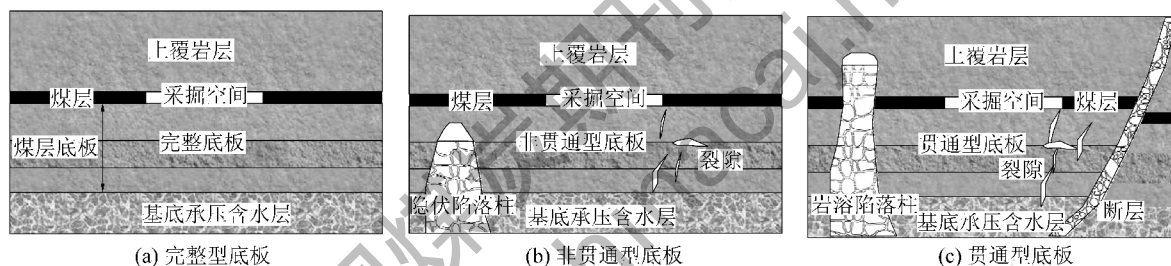 上覆岩层
煤层
采掘空间
煤层底板
完整底板
基底承压含水层
(a) 完整型底板
上覆岩层
煤层
采掘空间
非贯通型底板
裂隙
隐伏陷落柱
基底承压含水层
(b) 非贯通型底板
上覆岩层
采掘空间
煤层
贯通型底板
裂隙
岩溶陷落柱
基底承压含水层
断层
(c) 贯通型底板